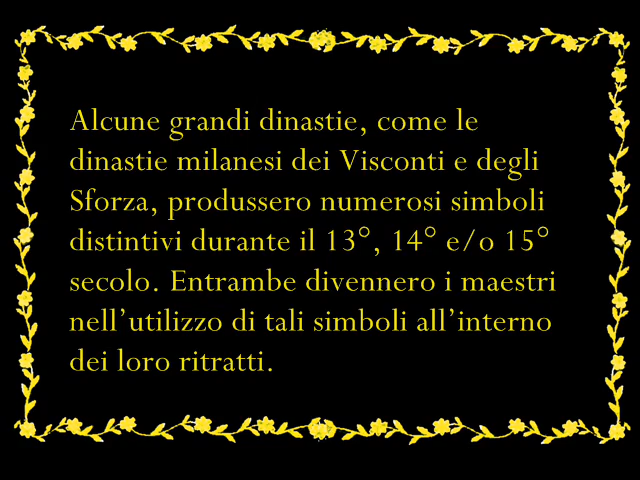 Alcune grandi dinastie, come le
dinastie milanesi dei Visconti e degli
Sforza, produssero numerosi simboli
distintivi durante il 13°, 14° e/o 15°
secolo. Entrambe divennero i maestri
nell’utilizzo di tali simboli all’interno
dei loro ritratti.